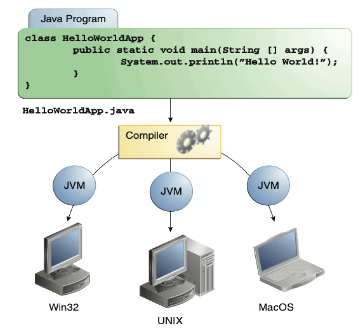 Java Program
class HelloWorldApp {
public static void main(String [] args) {
System.out.println(”Hello World!”);
}
}
HelloWorldApp.java
Compiler
JVM JVM JVM
Win32 UNIX MacOS